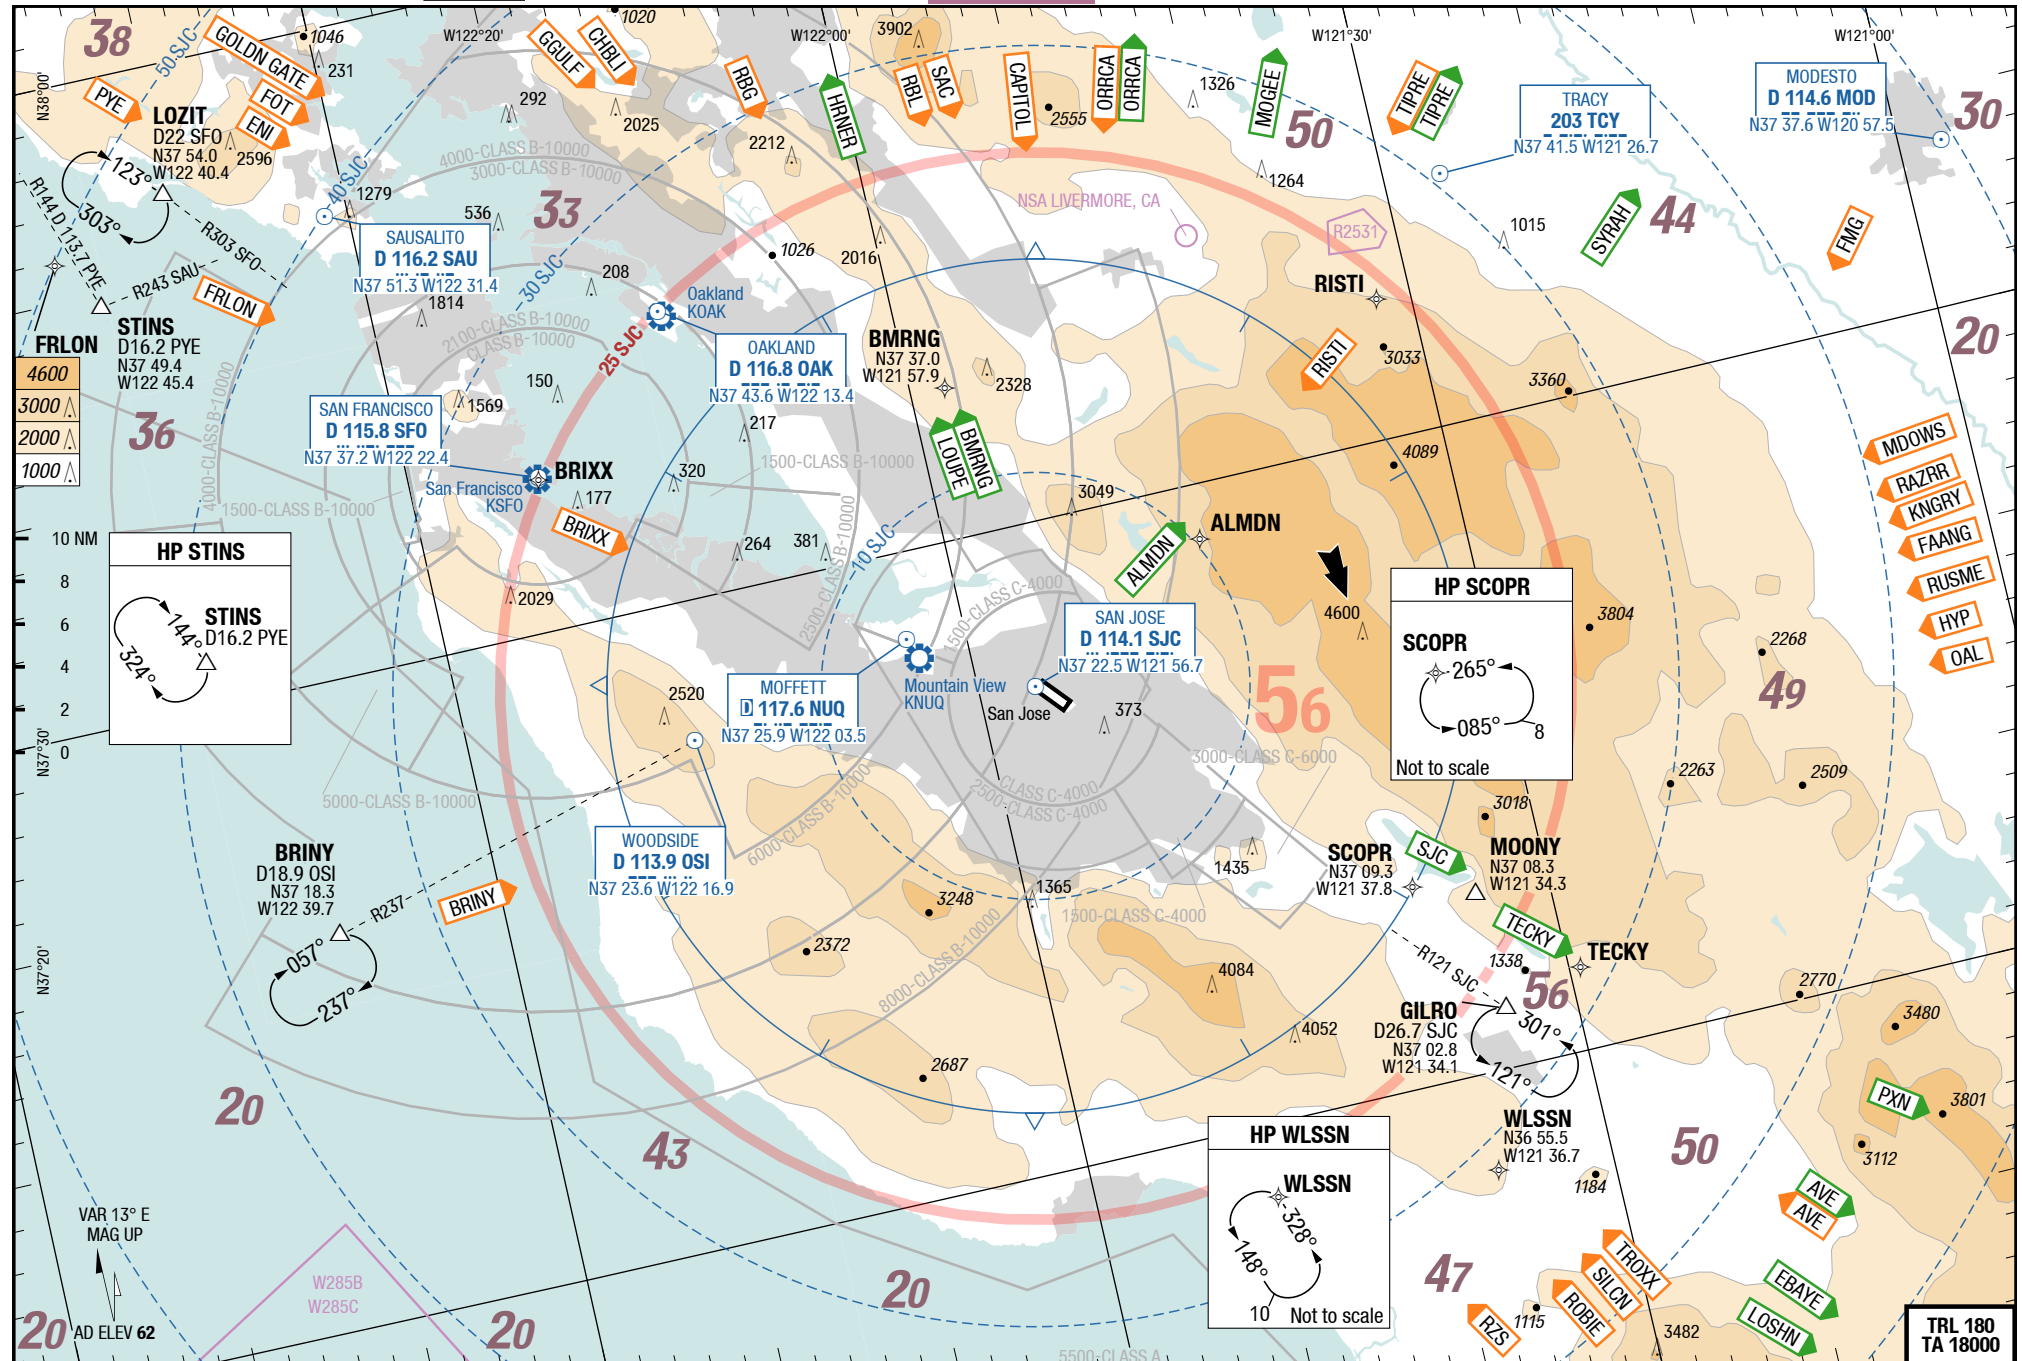 38
1046
231
50 SJC
GOLDN GATE
FOT
ENI
PYE
N38°00'
LOZIT
D22 SFO
N37 54.0
W122 40.4
2596
123°
303°
40 SJC
1279
R144 D 113.7 PYE
R303 SFO
R243 SAU
FRLON
FRLON
STINS
D16.2 PYE
N37 49.4
W122 45.4
W122°20'
GGULF
CHBLI
1020
292
2025
4000-CLASS B-10000
3000-CLASS B-10000
33
536
SAUSALITO
D 116.2 SAU
N37 51.3 W122 31.4
30 SJC
208
1814
2100-CLASS B-10000
CLASS B-10000
150
1569
4600
3000
2000
1000
36
4000-CLASS B-10000
SAN FRANCISCO
D 115.8 SFO
N37 37.2 W122 22.4
San Francisco
KSFO
BRIXX
BRIXX
177
1500-CLASS B-10000
25 SJC
RBG
2212
W122°00'
HRNER
3902
RBL
SAC
CAPITOL
2555
ORRCA
ORRCA
1326
MOGEE
W121°30'
50
1264
TIPRE
TIPRE
TRACY
203 TCY
N37 41.5 W121 26.7
W121°00'
MODESTO
D 114.6 MOD
N37 37.6 W120 57.5
30
1026
2016
NSA LIVERMORE, CA
R2531
1015
SYRAH
44
FMG
Oakland
KOAK
OAKLAND
D 116.8 OAK
N37 43.6 W122 13.4
BMRNG
N37 37.0
W121 57.9
2328
RISTI
RISTI
3033
3360
20
217
320
1500-CLASS B-10000
LOUPE
BMRNG
4089
MDOWS
RAZRR
KNGRY
FAANG
RUSME
HYP
OAL
10 NM
8
6
4
2
0
N37°30'
HP STINS
STINS
D16.2 PYE
144°
324°
264
381
2500-CLASS B-10000
10 SJC
3049
ALMDN
ALMDN
4600
2029
1500-CLASS C-4000
SAN JOSE
D 114.1 SJC
N37 22.5 W121 56.7
HP SCOPR
SCOPR
265°
085°
8
Not to scale
3804
2268
49
2520
MOFFETT
D 117.6 NUQ
N37 25.9 W122 03.5
Mountain View
KNUQ
San Jose
373
56
3000-CLASS C-6000
CLASS C-4000
2500-CLASS C-4000
2263
2509
5000-CLASS B-10000
6000-CLASS B-10000
WOODSIDE
D 113.9 OSI
N37 23.6 W122 16.9
3018
BRINY
D18.9 OSI
N37 18.3
W122 39.7
R237
BRINY
057°
237°
N37°20'
3248
2372
1365
1435
1500-CLASS C-4000
8000-CLASS B-10000
SCOPR
N37 09.3
W121 37.8
SJC
MOONY
N37 08.3
W121 34.3
TECKY
TECKY
1338
56
R121 SJC
2770
3480
4084
4052
GILRO
D26.7 SJC
N37 02.8
W121 34.1
301°
121°
2687
PXN
3801
3112
20
43
HP WLSSN
WLSSN
328°
148°
10
Not to scale
WLSSN
N36 55.5
W121 36.7
1184
50
AVE
AVE
VAR 13° E
MAG UP
W285B
W285C
20
47
TROXX
SILCN
ROBIE
RZS
1115
3482
EBAYE
LOSHN
20
AD ELEV 62
20
5500-CLASS A
TRL 180
TA 18000